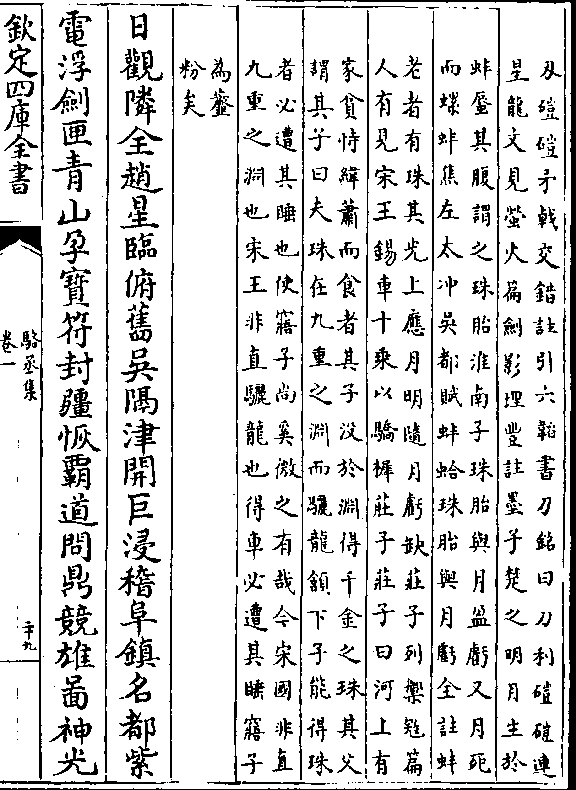 刃磑磑矛戟交錯註引六韜書刀銘曰刀利磑磑連
星龍文見螢火篇劍影埋豐註墨子楚之明月生於
蚌蜃其腹謂之珠胎淮南子珠胎與月盈虧又月死
而螺蚌焦左太冲吳都賦蚌蛤珠胎與月虧全註蚌
老者有珠其光上應月明隨月虧缺莊子列禦冦篇
人有見宋王錫車十乘以驕穉莊子莊子曰河上有
家貧恃緯蕭而食者其子没於淵得千金之珠其父
謂其子曰夫珠在九重之淵而驪龍頷下子能得珠
者必遭其睡也使寤子尚奚微之有哉今宋國非直
九重之淵也宋王非直驪龍也得車必遭其睡寤子
為虀
粉矣
日觀隣全趙星臨俯舊吳隅津開巨浸稽阜鎮名都紫
電浮劍匣青山孕寶符封疆恢覇道問鼎競雄啚神光
欽定四庫全書
駱丞集
卷一
二十九